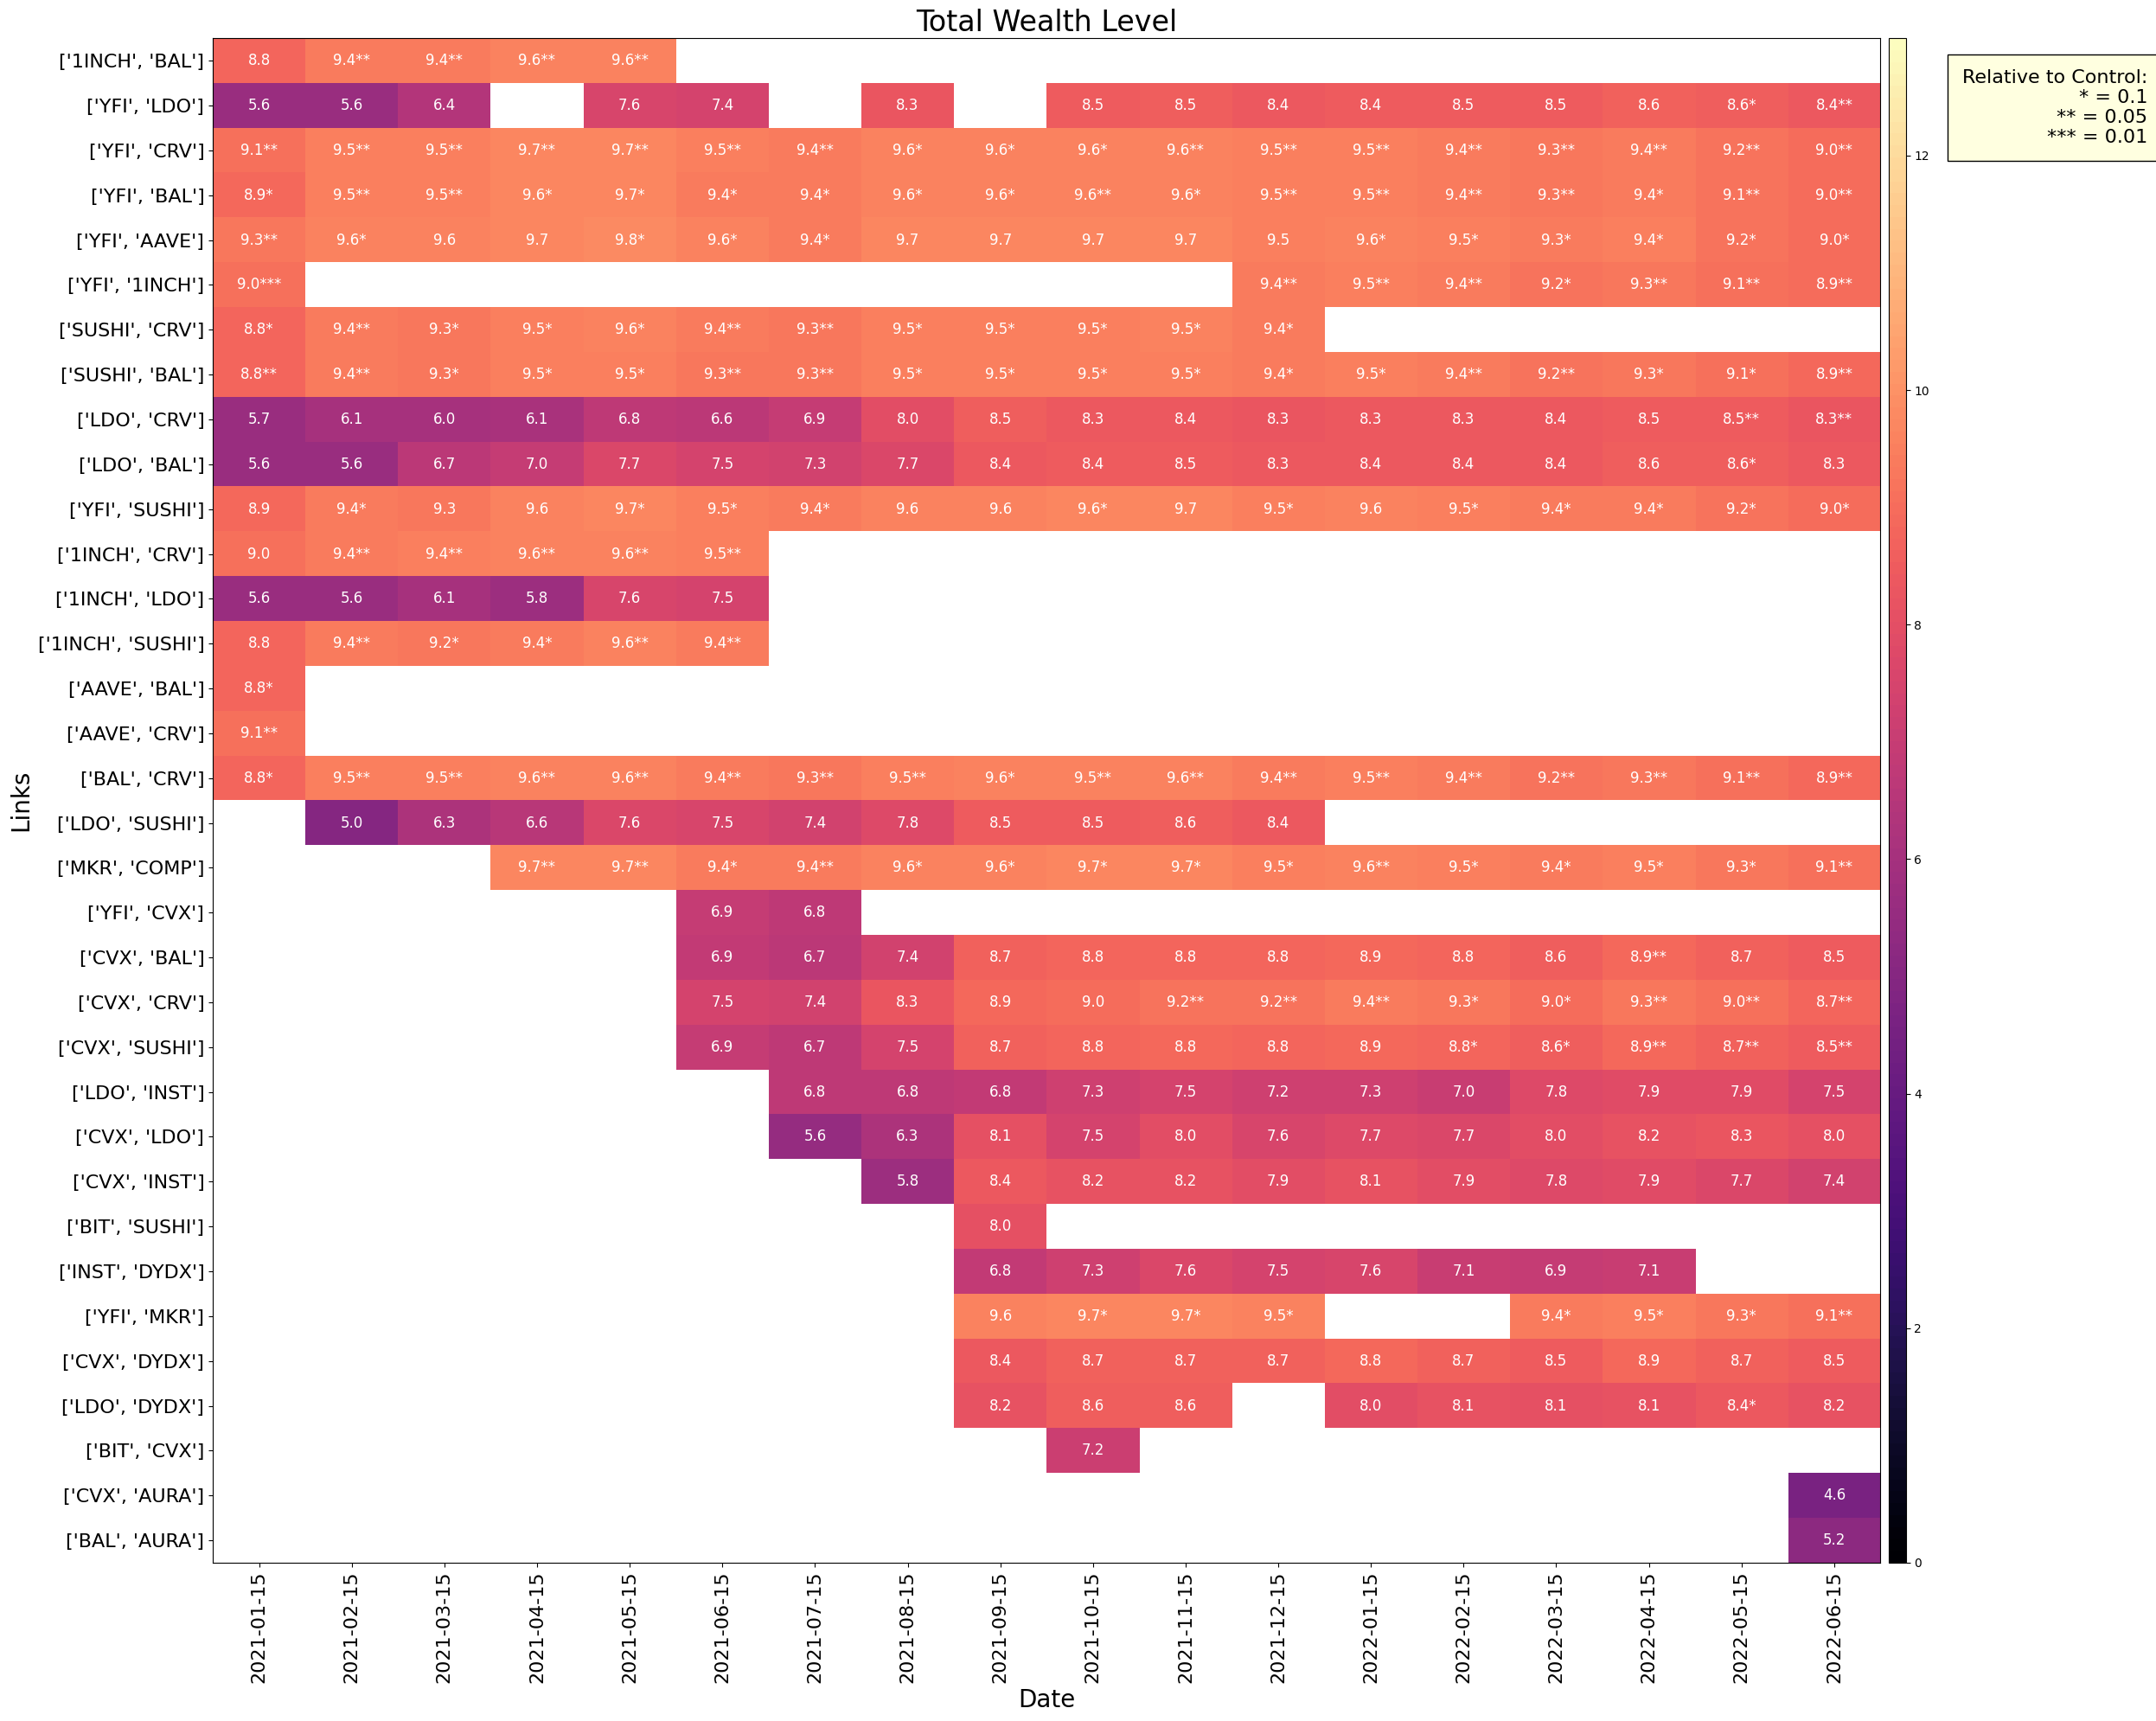 Total Wealth Level
['1INCH', 'BAL'] 8.8 9.4** 9.4** 9.6** 9.6**
['YFI', 'LDO'] 5.6 5.6 6.4 7.6 7.4 8.3 8.5 8.5 8.4 8.4 8.5 8.5 8.6 8.6* 8.4**
['YFI', 'CRV'] 9.1** 9.5** 9.5** 9.7** 9.7** 9.5** 9.4** 9.6* 9.6* 9.6* 9.6** 9.5** 9.5** 9.4** 9.3** 9.4** 9.2** 9.0**
['YFI', 'BAL'] 8.9* 9.5** 9.5** 9.6* 9.7* 9.4* 9.4* 9.6* 9.6* 9.6** 9.6* 9.5** 9.5** 9.4** 9.3** 9.4* 9.1** 9.0**
['YFI', 'AAVE'] 9.3** 9.6* 9.6 9.7 9.8* 9.6* 9.4* 9.7 9.7 9.7 9.7 9.5 9.6* 9.5* 9.3* 9.4* 9.2* 9.0*
['YFI', '1INCH'] 9.0*** 9.4** 9.5** 9.4** 9.2* 9.3** 9.1** 8.9**
['SUSHI', 'CRV'] 8.8* 9.4** 9.3* 9.5* 9.6* 9.4** 9.3** 9.5* 9.5* 9.5* 9.5* 9.4*
['SUSHI', 'BAL'] 8.8** 9.4** 9.3* 9.5* 9.5* 9.3** 9.3** 9.5* 9.5* 9.5* 9.5* 9.4* 9.5* 9.4** 9.2** 9.3* 9.1* 8.9**
['LDO', 'CRV'] 5.7 6.1 6.0 6.1 6.8 6.6 6.9 8.0 8.5 8.3 8.4 8.3 8.3 8.3 8.4 8.5 8.5** 8.3**
['LDO', 'BAL'] 5.6 5.6 6.7 7.0 7.7 7.5 7.3 7.7 8.4 8.4 8.5 8.3 8.4 8.4 8.4 8.6 8.6* 8.3
['YFI', 'SUSHI'] 8.9 9.4* 9.3 9.6 9.7* 9.5* 9.4* 9.6 9.6 9.6* 9.7 9.5* 9.6 9.5* 9.4* 9.4* 9.2* 9.0*
['1INCH', 'CRV'] 9.0 9.4** 9.4** 9.6** 9.6** 9.5**
['1INCH', 'LDO'] 5.6 5.6 6.1 5.8 7.6 7.5
['1INCH', 'SUSHI'] 8.8 9.4** 9.2* 9.4* 9.6** 9.4**
['AAVE', 'BAL'] 8.8*
['AAVE', 'CRV'] 9.1**
['BAL', 'CRV'] 8.8* 9.5** 9.5** 9.6** 9.6** 9.4** 9.3** 9.5** 9.6* 9.5** 9.6** 9.4** 9.5** 9.4** 9.2** 9.3** 9.1** 8.9**
['LDO', 'SUSHI'] 5.0 6.3 6.6 7.6 7.5 7.4 7.8 8.5 8.5 8.6 8.4
['MKR', 'COMP'] 9.7** 9.7** 9.4* 9.4** 9.6* 9.6* 9.7* 9.7* 9.5* 9.6** 9.5* 9.4* 9.5* 9.3* 9.1**
['YFI', 'CVX'] 6.9 6.8
['CVX', 'BAL'] 6.9 6.7 7.4 8.7 8.8 8.8 8.8 8.9 8.8 8.6 8.9** 8.7 8.5
['CVX', 'CRV'] 7.5 7.4 8.3 8.9 9.0 9.2** 9.2** 9.4** 9.3* 9.0* 9.3** 9.0** 8.7**
['CVX', 'SUSHI'] 6.9 6.7 7.5 8.7 8.8 8.8 8.8 8.9 8.8* 8.6* 8.9** 8.7** 8.5**
['LDO', 'INST'] 6.8 6.8 6.8 7.3 7.5 7.2 7.3 7.0 7.8 7.9 7.9 7.5
['CVX', 'LDO'] 5.6 6.3 8.1 7.5 8.0 7.6 7.7 7.7 8.0 8.2 8.3 8.0
['CVX', 'INST'] 5.8 8.4 8.2 8.2 7.9 8.1 7.9 7.8 7.9 7.7 7.4
['BIT', 'SUSHI'] 8.0
['INST', 'DYDX'] 6.8 7.3 7.6 7.5 7.6 7.1 6.9 7.1
['YFI', 'MKR'] 9.6 9.7* 9.7* 9.5* 9.4* 9.5* 9.3* 9.1**
['CVX', 'DYDX'] 8.4 8.7 8.7 8.7 8.8 8.7 8.5 8.9 8.7 8.5
['LDO', 'DYDX'] 8.2 8.6 8.6 8.0 8.1 8.1 8.1 8.4* 8.2
['BIT', 'CVX'] 7.2
['CVX', 'AURA'] 4.6
['BAL', 'AURA'] 5.2
Links
2021-01-15
2021-02-15
2021-03-15
2021-04-15
2021-05-15
2021-06-15
2021-07-15
2021-08-15
2021-09-15
2021-10-15
2021-11-15
2021-12-15
2022-01-15
2022-02-15
2022-03-15
2022-04-15
2022-05-15
2022-06-15
Date
12
10
8
6
4
2
0
Relative to Control:
* = 0.1
** = 0.05
*** = 0.01